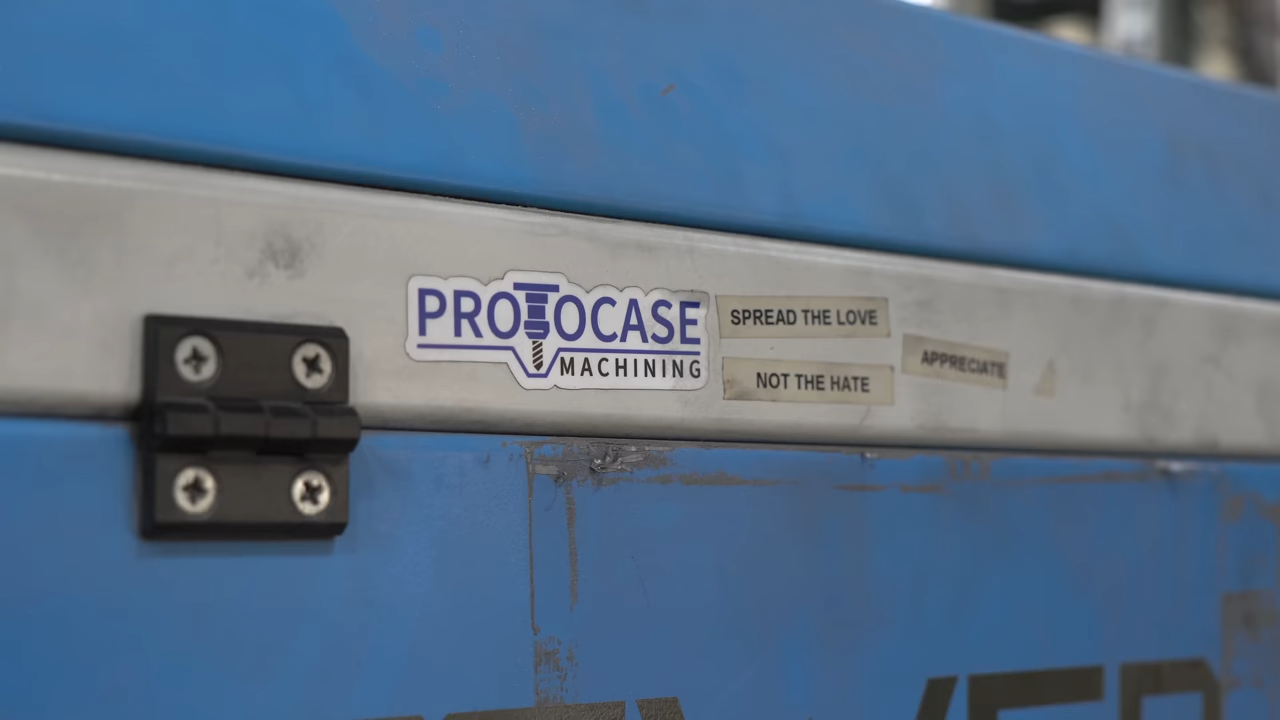 PROTOCASE
MACHINING
SPREAD THE LOVE
NOT THE HATE
APPRECIATE